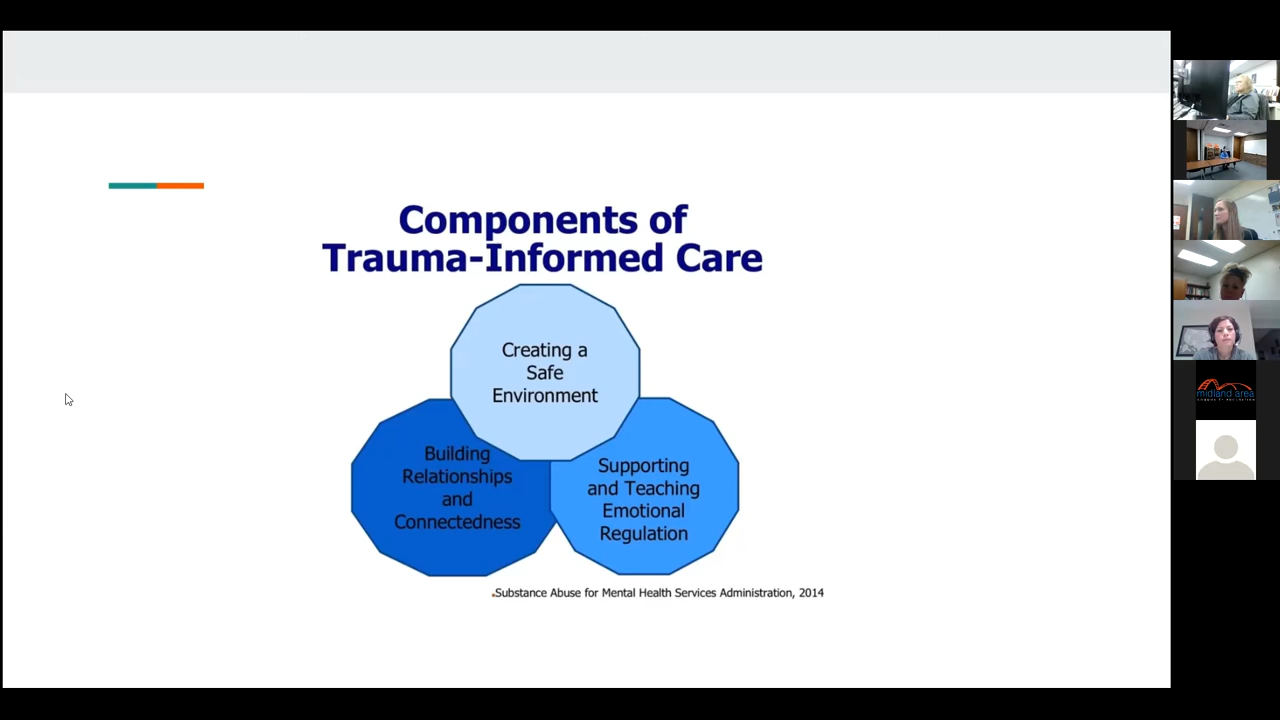 Components of
Trauma-Informed Care
Creating a
Safe
Environment
Building
Relationships
and
Connectedness
Supporting
and Teaching
Emotional
Regulation
.Substance Abuse for Mental Health Services Administration, 2014
midland area